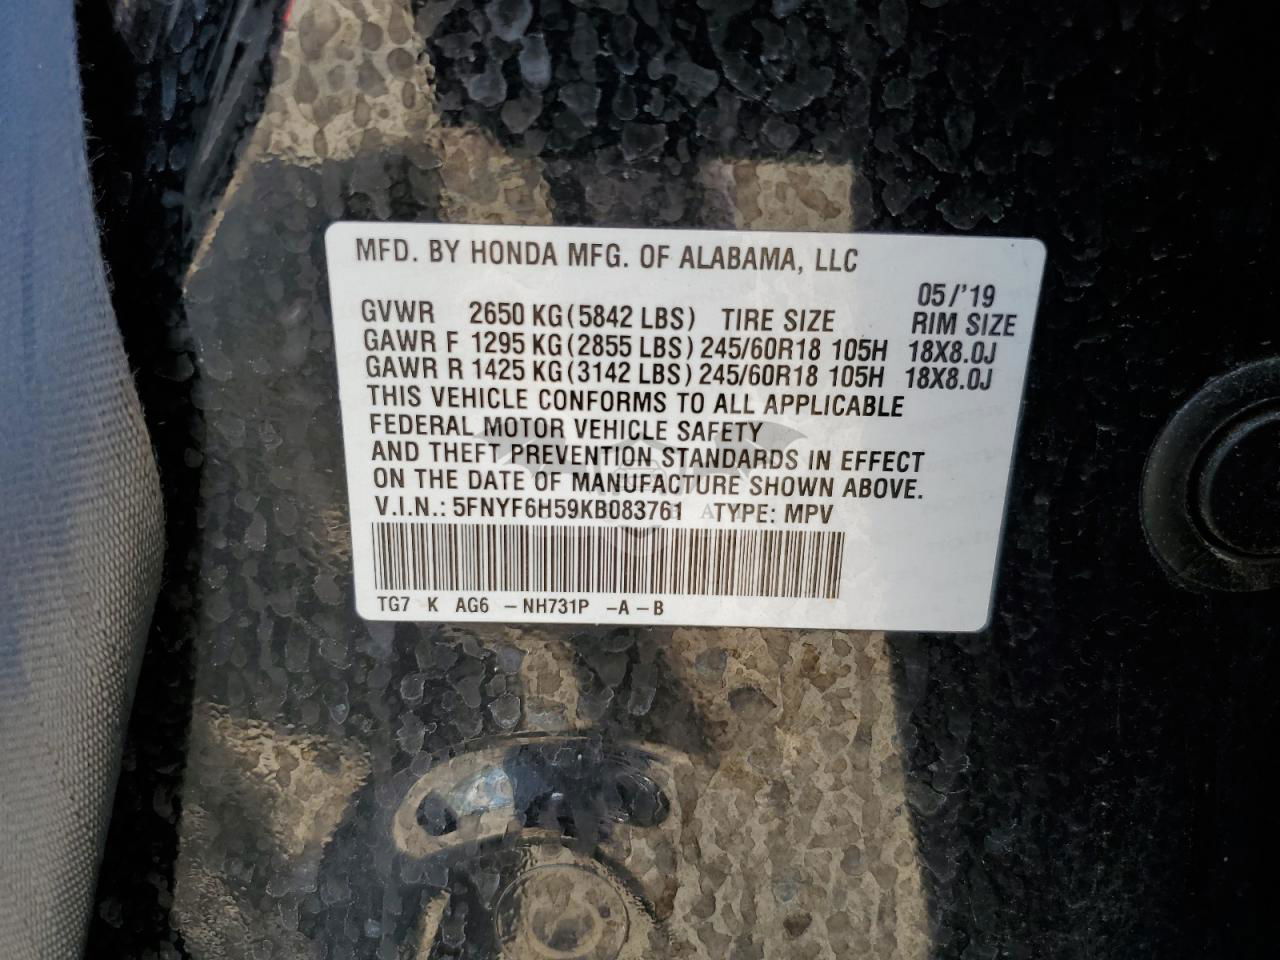 MFD. BY HONDA MFG. OF ALABAMA, LLC
05/'19
GVWR 2650 KG(5842 LBS) TIRE SIZE RIM SIZE
GAWR F 1295 KG(2855 LBS) 245/60R18 105H 18X8.0J
GAWR R 1425 KG(3142 LBS) 245/60R18 105H 18X8.0J
THIS VEHICLE CONFORMS TO ALL APPLICABLE
FEDERAL MOTOR VEHICLE SAFETY
AND THEFT PREVENTION STANDARDS IN EFFECT
ON THE DATE OF MANUFACTURE SHOWN ABOVE.
V.I.N.: 5FNYF6H59KB083761 TYPE: MPV
TG7 K AG6 -NH731P -A-B